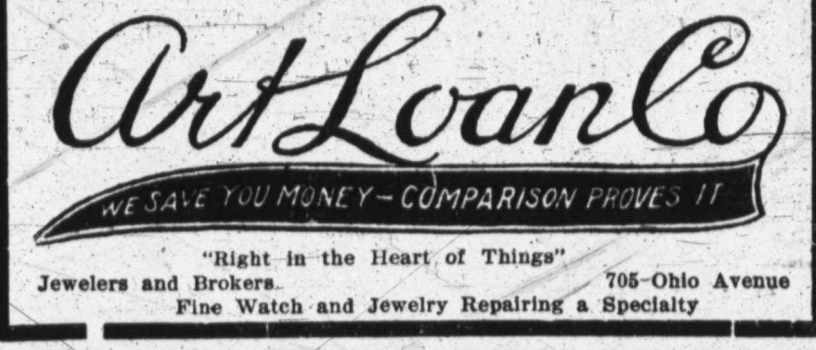 Art Loan Co
WE SAVE YOU MONEY - COMPARISON PROVES IT
"Right in the Heart of Things"
Jewelers and Brokers 705 Ohio Avenue
Fine Watch and Jewelry Repairing a Specialty